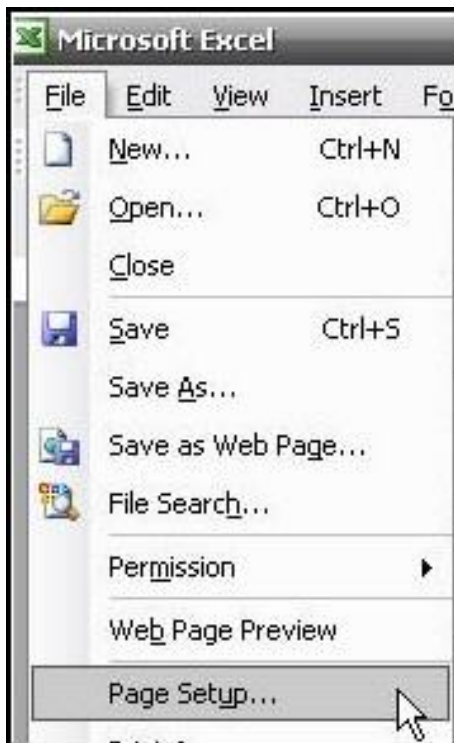 Microsoft Excel
File Edit View Insert Fo
New... Ctrl+N
Open... Ctrl+O
Close
Save Ctrl+S
Save As...
Save as Web Page...
File Search...
Permission
Web Page Preview
Page Setup...